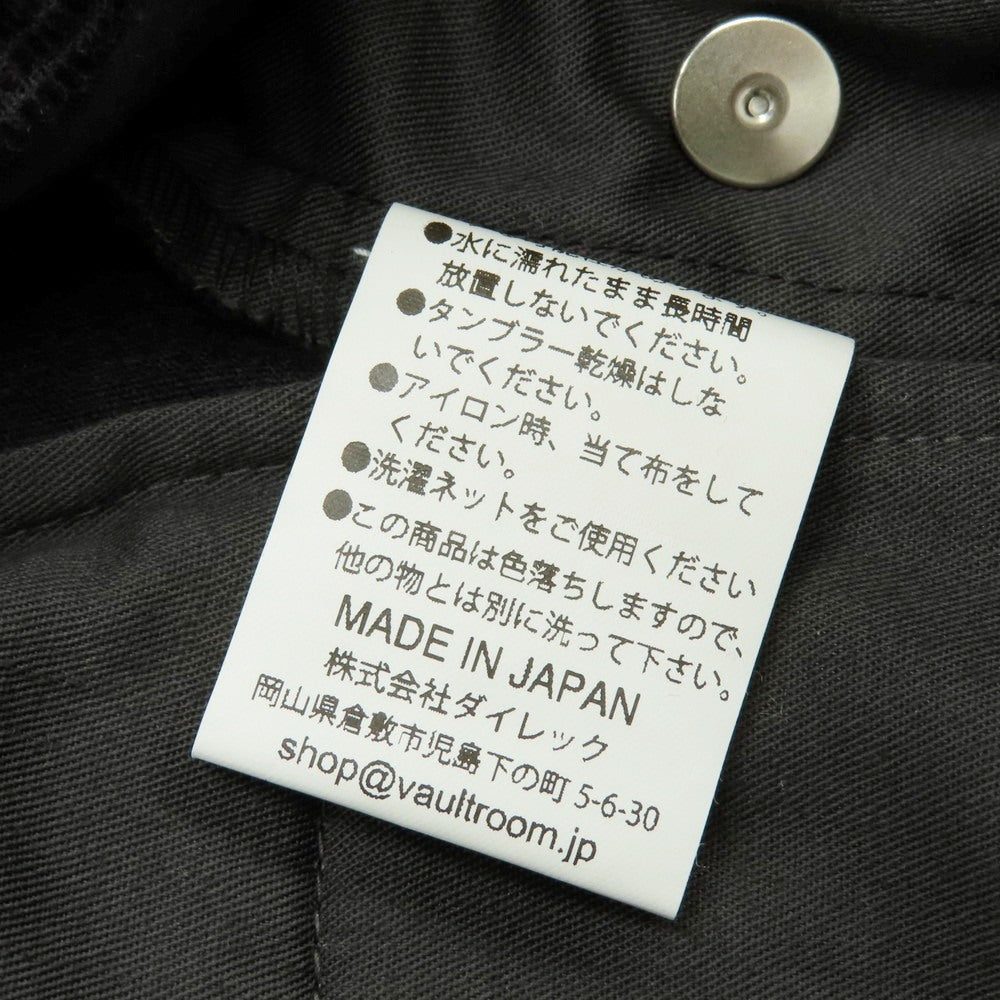 ●水に濡れたまま長時間
放置しないでください。
●タンブラー乾燥はしな
いでください。
●アイロン時、当て布をして
ください。
●洗濯ネットをご使用ください
●この商品は色落ちしますので、
他の物とは別に洗って下さい。
MADE IN JAPAN
株式会社ダイレック
岡山県倉敷市児島下の町 5-6-30
shop@vaultroom.jp